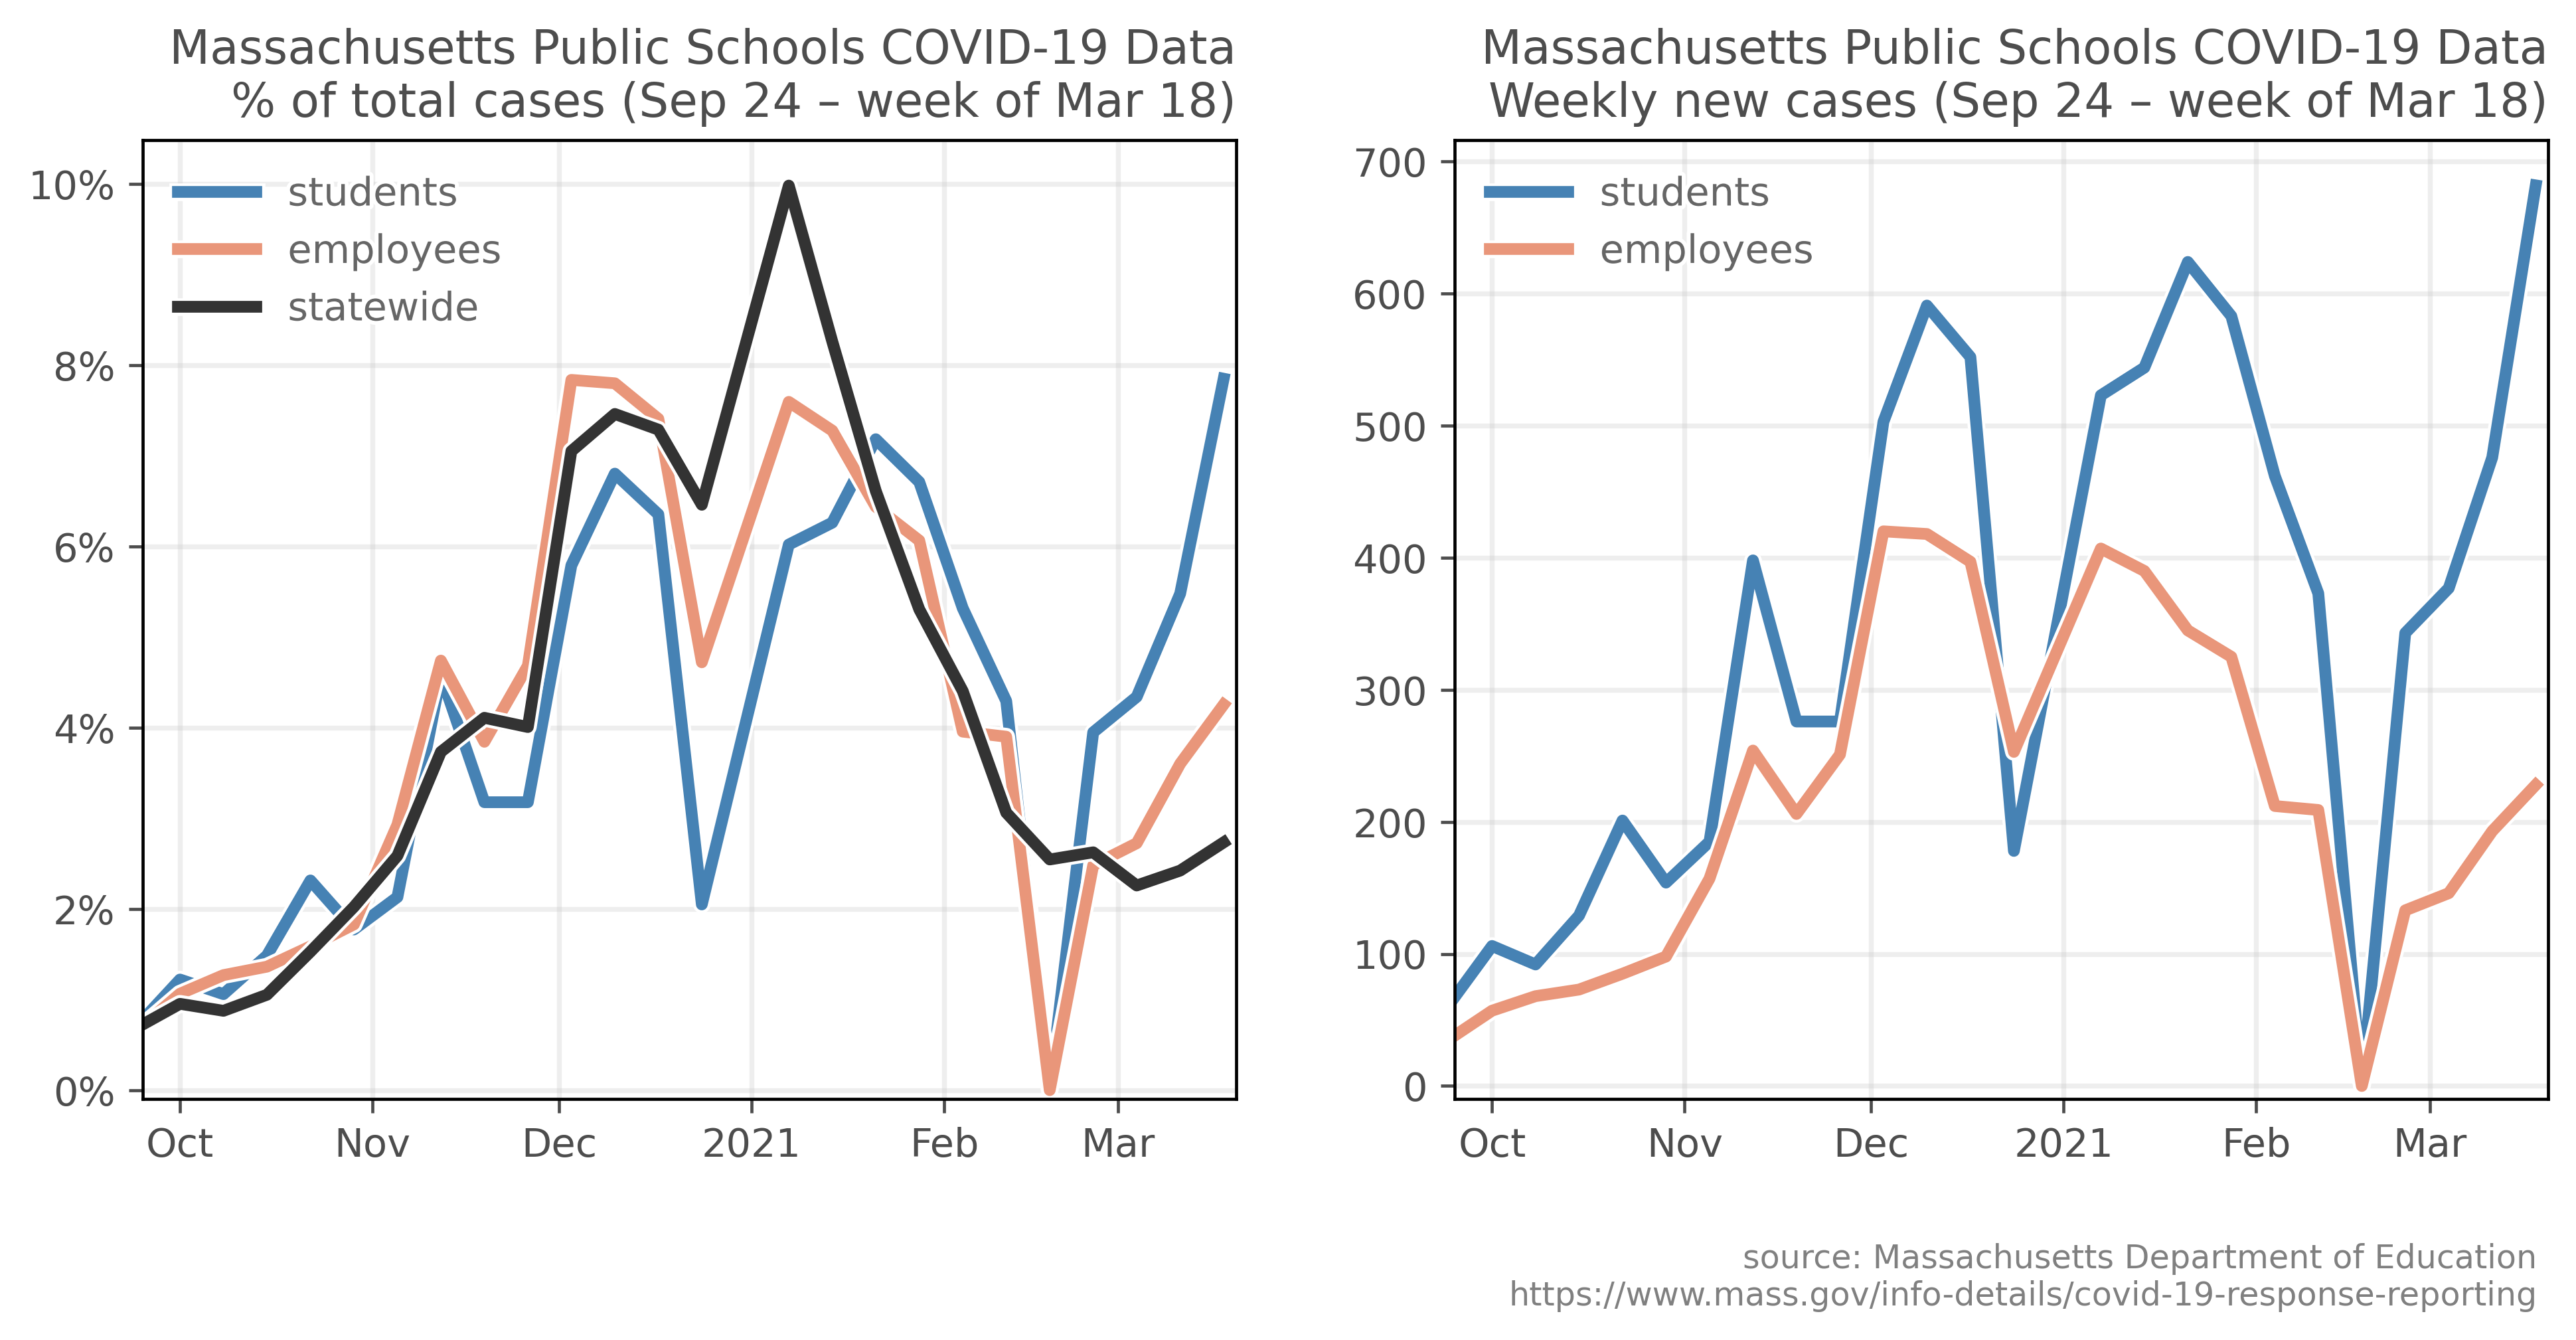 Massachusetts Public Schools COVID-19 Data
% of total cases (Sep 24 – week of Mar 18)
10%
8%
6%
4%
2%
0%
students
employees
statewide
Oct
Nov
Dec
2021
Feb
Mar
Massachusetts Public Schools COVID-19 Data
Weekly new cases (Sep 24 – week of Mar 18)
700
600
500
400
300
200
100
0
students
employees
Oct
Nov
Dec
2021
Feb
Mar
source: Massachusetts Department of Education
https://www.mass.gov/info-details/covid-19-response-reporting